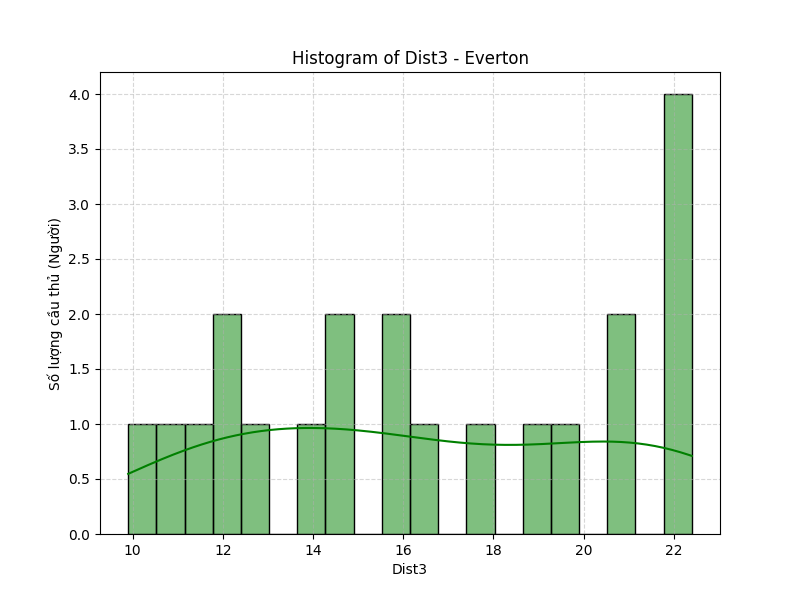 Histogram of Dist3 - Everton
4.0
3.5
3.0
2.5
2.0
1.5
1.0
0.5
0.0
Số lượng cầu thủ (Người)
10 12 14 16 18 20 22
Dist3